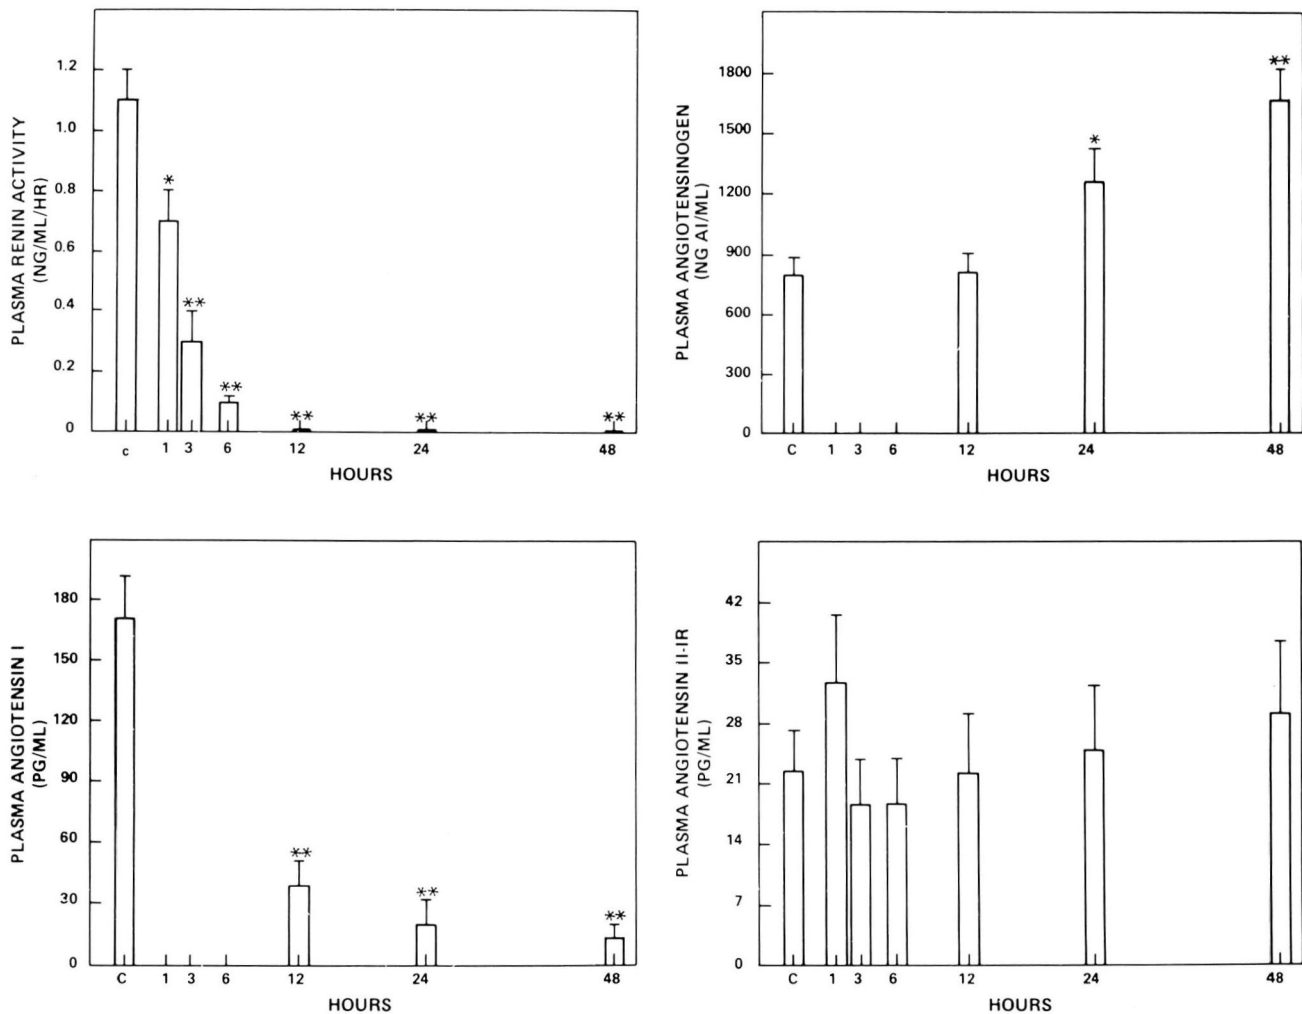 PLASMA RENIN ACTIVITY
(NG/ML/HR)
1.2
1.0
0.8
0.6
0.4
0.2
0
*
**
**
**
**
**
c 1 3 6 12 24 48
HOURS
PLASMA ANGIOTENSINOGEN
(NG AI/ML)
1800
1500
1200
900
600
300
0
*
**
C 1 3 6 12 24 48
HOURS
PLASMA ANGIOTENSIN I
(PG/ML)
180
150
120
90
60
30
0
**
**
**
C 1 3 6 12 24 48
HOURS
PLASMA ANGIOTENSIN II-IR
(PG/ML)
42
35
28
21
14
7
0
C 1 3 6 12 24 48
HOURS